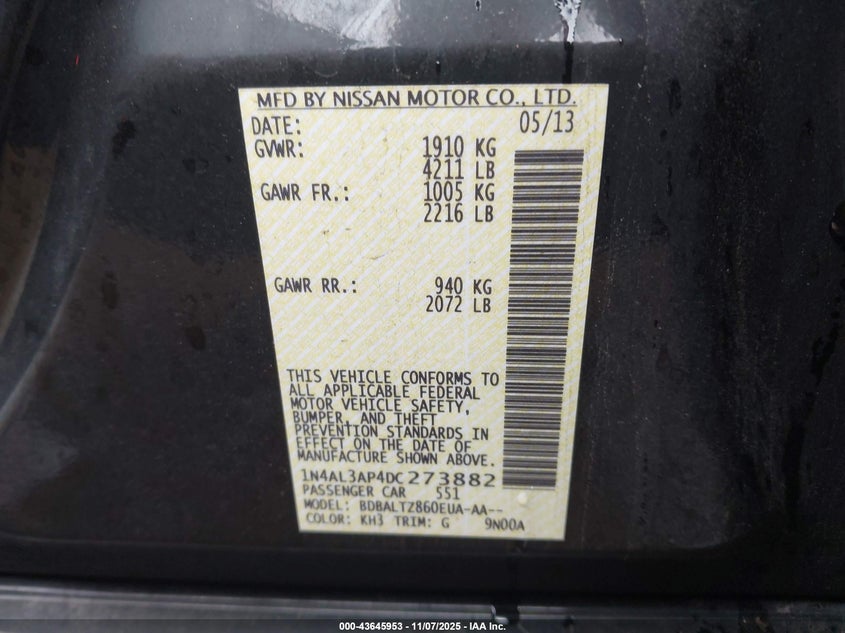 MFD BY NISSAN MOTOR CO., LTD.
DATE: 05/13
GVWR: 1910 KG
4211 LB
GAWR FR.: 1005 KG
2216 LB
GAWR RR.: 940 KG
2072 LB
THIS VEHICLE CONFORMS TO
ALL APPLICABLE FEDERAL
MOTOR VEHICLE SAFETY,
BUMPER, AND THEFT
PREVENTION STANDARDS IN
EFFECT ON THE DATE OF
MANUFACTURE SHOWN ABOVE.
1N4AL3AP4DC273882
PASSENGER CAR 551
MODEL: BDBALTZ860EUA-AA--
COLOR: KH3 TRIM: G 9N00A
000-43645953 - 11/07/2025 - IAA Inc.